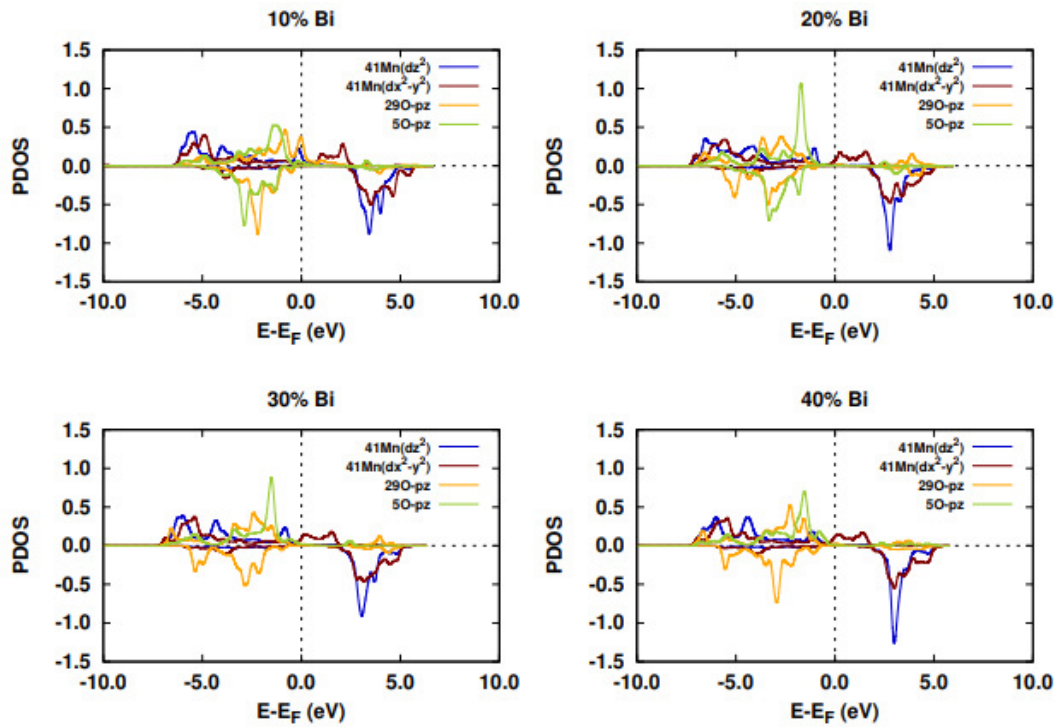 10% Bi
1.5
1.0
0.5
0.0
-0.5
-1.0
-1.5
PDOS
41Mn(dz²)
41Mn(dx²-y²)
29O-pz
5O-pz
-10.0 -5.0 0.0 5.0 10.0
E-E_F (eV)
20% Bi
1.5
1.0
0.5
0.0
-0.5
-1.0
-1.5
PDOS
41Mn(dz²)
41Mn(dx²-y²)
29O-pz
5O-pz
-10.0 -5.0 0.0 5.0 10.0
E-E_F (eV)
30% Bi
1.5
1.0
0.5
0.0
-0.5
-1.0
-1.5
PDOS
41Mn(dz²)
41Mn(dx²-y²)
29O-pz
5O-pz
-10.0 -5.0 0.0 5.0 10.0
E-E_F (eV)
40% Bi
1.5
1.0
0.5
0.0
-0.5
-1.0
-1.5
PDOS
41Mn(dz²)
41Mn(dx²-y²)
29O-pz
5O-pz
-10.0 -5.0 0.0 5.0 10.0
E-E_F (eV)